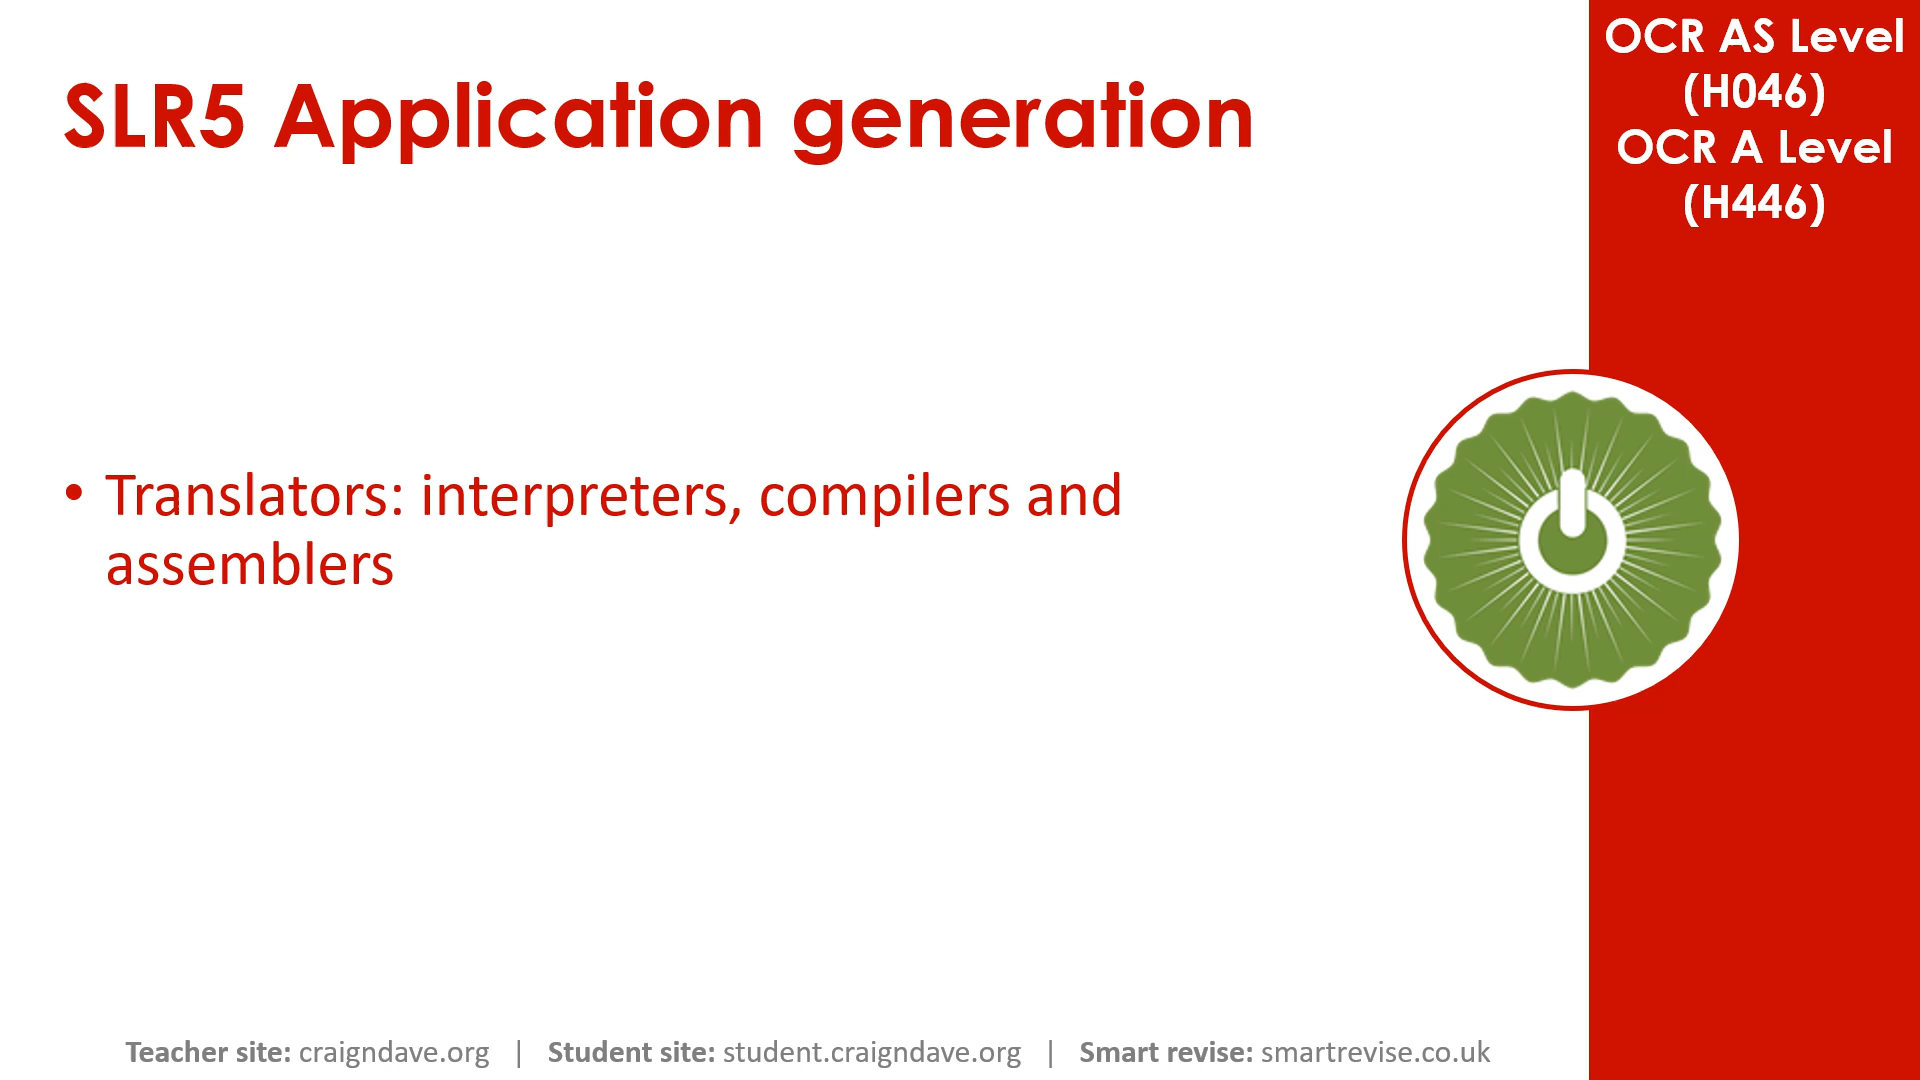 SLR5 Application generation
OCR AS Level
(H046)
OCR A Level
(H446)
• Translators: interpreters, compilers and
assemblers
Teacher site: craigndave.org | Student site: student.craigndave.org | Smart revise: smartrevise.co.uk